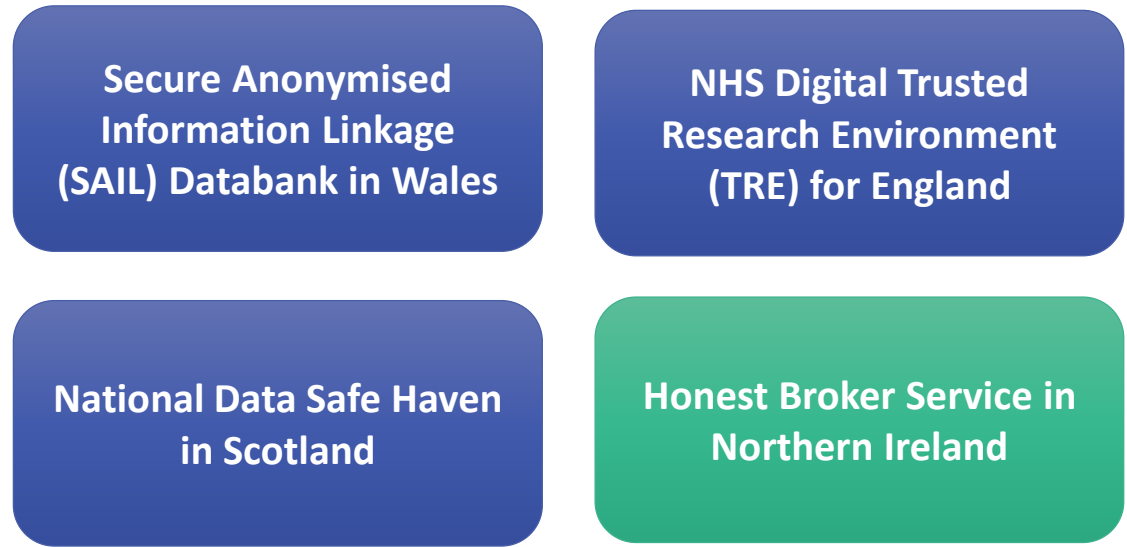 Secure Anonymised
Information Linkage
(SAIL) Databank in Wales
NHS Digital Trusted
Research Environment
(TRE) for England
National Data Safe Haven
in Scotland
Honest Broker Service in
Northern Ireland